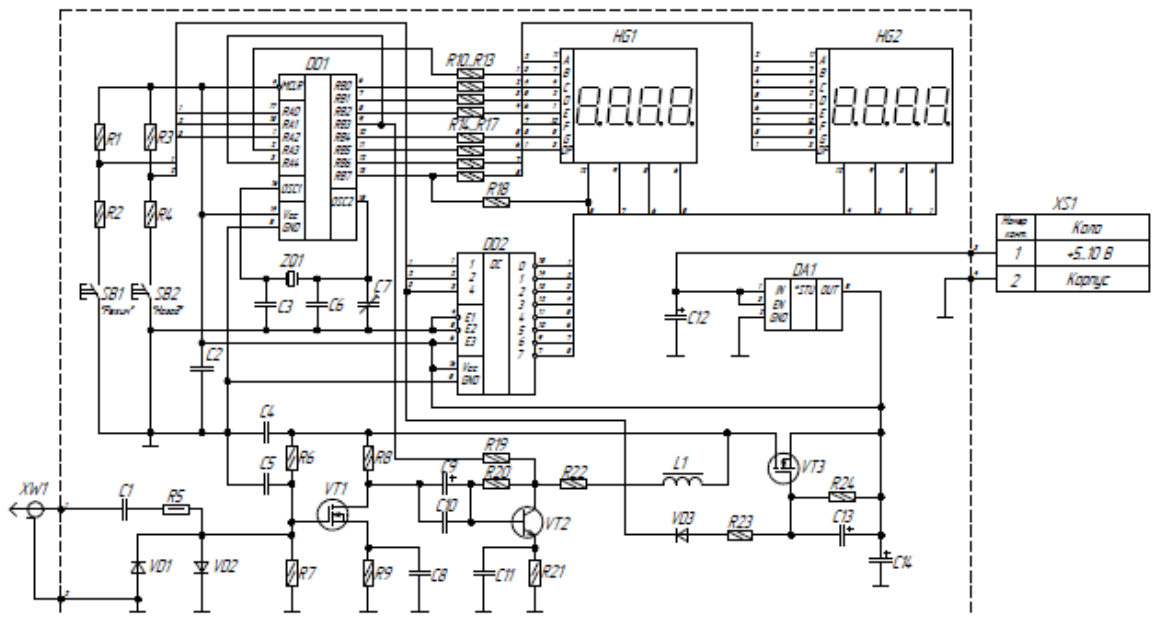 HG1
HG2
DD1
R10..R13
MCLR
RB0
RB1
RB2
RB3
RB4
RB5
RB6
RB7
RA0
RA1
RA2
RA3
RA4
OSC1
OSC2
Vcc
GND
A
B
C
D
E
F
G
DP
A
B
C
D
E
F
G
DP
R14..R17
R1
R3
R2
R4
R18
XS1
Номер конт.
Коло
1
+5..10 В
2
Корпус
DD2
DC
1
2
4
E1
E2
E3
Vcc
GND
0
1
2
3
4
5
6
7
ZQ1
C3
C6
C7
SB1
"Режим"
SB2
DA1
IN
EN
GND
*STU
OUT
C12
C2
C4
C5
R6
R8
R19
C9
R20
R22
L1
VT3
R24
XW1
C1
R5
VT1
C10
VT2
VD3
R23
C13
VD1
VD2
R7
R9
C8
C11
R21
C14